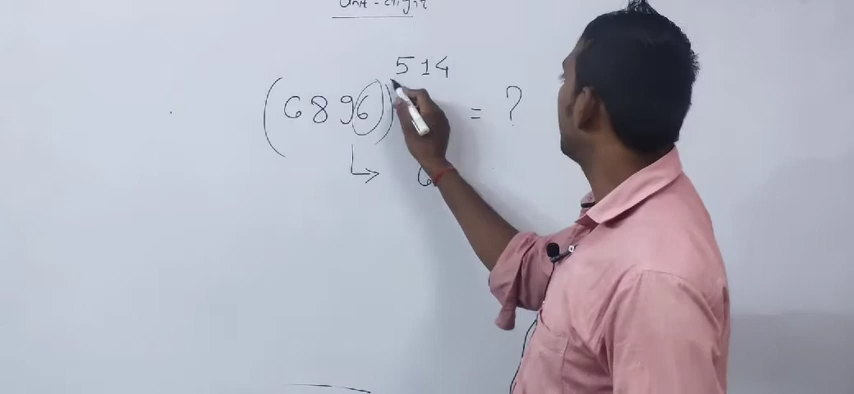 Unit - digit
(6896)^514 = ?
↳ 6